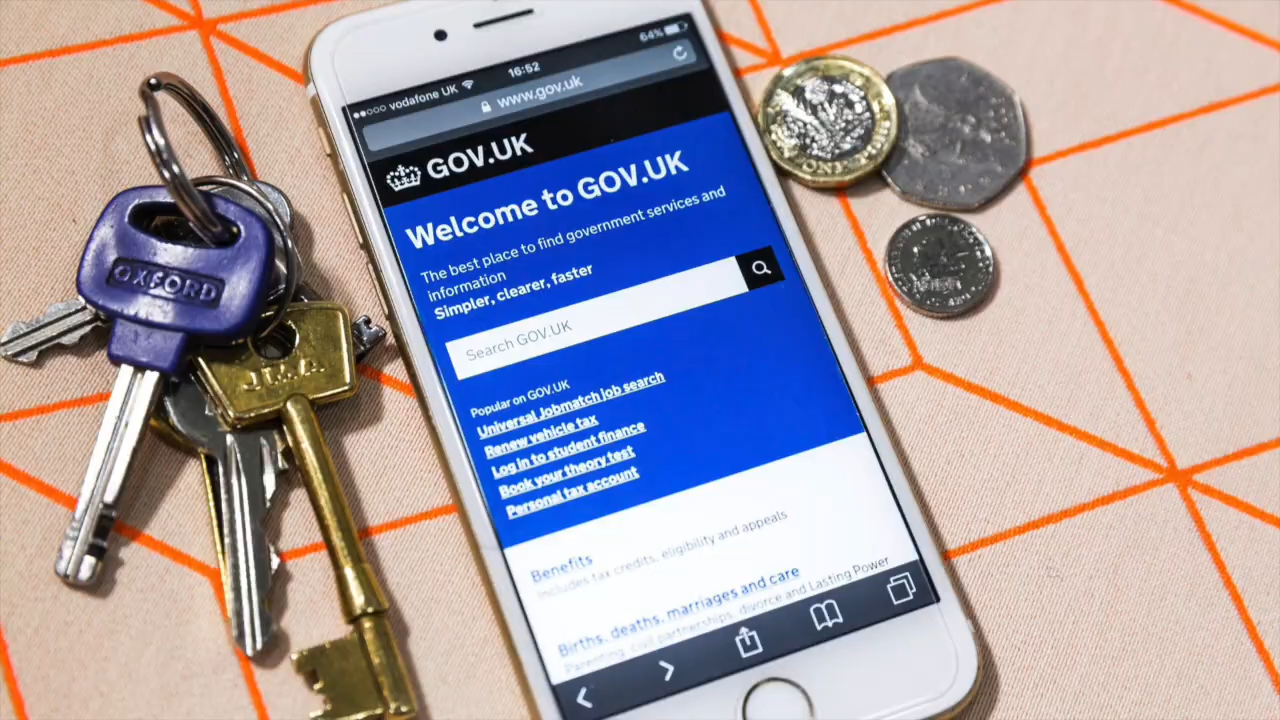 64%
vodafone UK
16:52
www.gov.uk
GOV.UK
Welcome to GOV.UK
The best place to find government services and
information
Simpler, clearer, faster
Search GOV.UK
Popular on GOV.UK
Universal Jobmatch job search
Renew vehicle tax
Log in to student finance
Book your theory test
Personal tax account
Benefits
Includes tax credits, eligibility and appeals
Births, deaths, marriages and care
Parenting, civil partnerships, divorce and Lasting Power
OXFORD
JMA